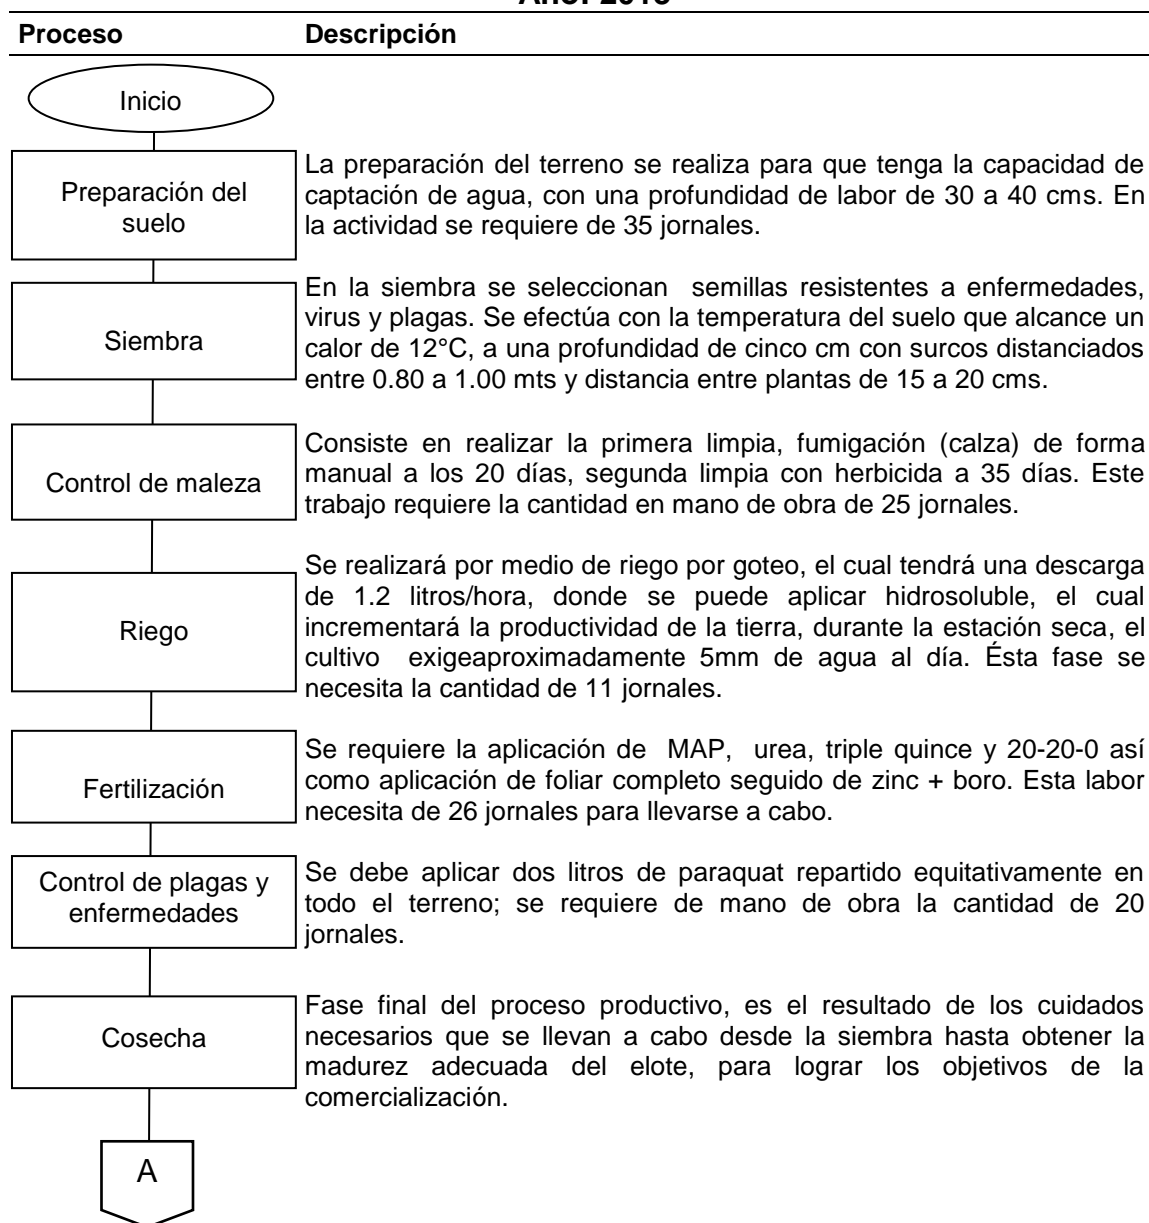 Proceso Descripción
Inicio
Preparación del
suelo
La preparación del terreno se realiza para que tenga la capacidad de
captación de agua, con una profundidad de labor de 30 a 40 cms. En
la actividad se requiere de 35 jornales.
Siembra
En la siembra se seleccionan semillas resistentes a enfermedades,
virus y plagas. Se efectúa con la temperatura del suelo que alcance un
calor de 12°C, a una profundidad de cinco cm con surcos distanciados
entre 0.80 a 1.00 mts y distancia entre plantas de 15 a 20 cms.
Control de maleza
Consiste en realizar la primera limpia, fumigación (calza) de forma
manual a los 20 días, segunda limpia con herbicida a 35 días. Este
trabajo requiere la cantidad en mano de obra de 25 jornales.
Riego
Se realizará por medio de riego por goteo, el cual tendrá una descarga
de 1.2 litros/hora, donde se puede aplicar hidrosoluble, el cual
incrementará la productividad de la tierra, durante la estación seca, el
cultivo exigeaproximadamente 5mm de agua al día. Ésta fase se
necesita la cantidad de 11 jornales.
Fertilización
Se requiere la aplicación de MAP, urea, triple quince y 20-20-0 así
como aplicación de foliar completo seguido de zinc + boro. Esta labor
necesita de 26 jornales para llevarse a cabo.
Control de plagas y
enfermedades
Se debe aplicar dos litros de paraquat repartido equitativamente en
todo el terreno; se requiere de mano de obra la cantidad de 20
jornales.
Cosecha
Fase final del proceso productivo, es el resultado de los cuidados
necesarios que se llevan a cabo desde la siembra hasta obtener la
madurez adecuada del elote, para lograr los objetivos de la
comercialización.
A